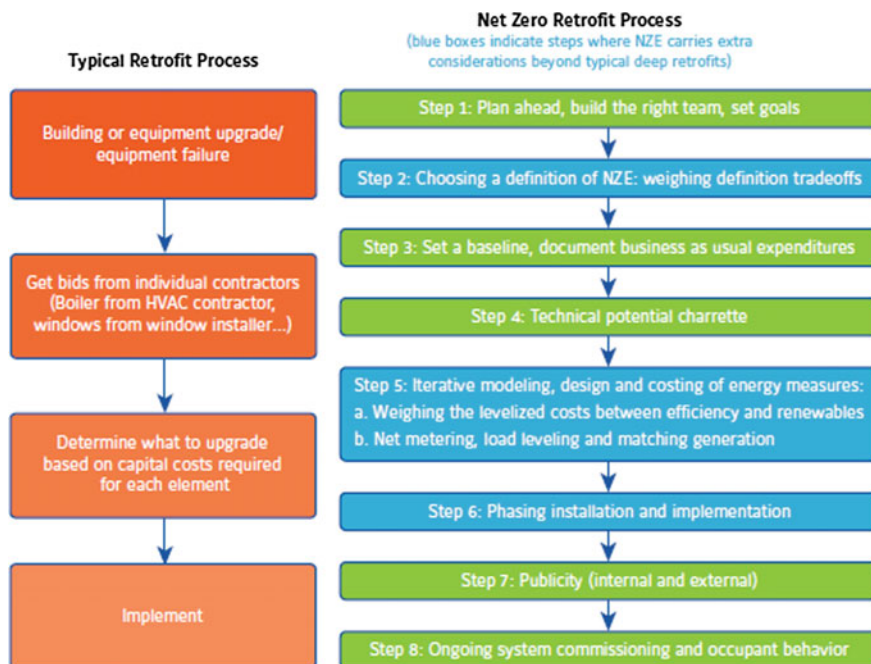 Typical Retrofit Process
Building or equipment upgrade/
equipment failure
Get bids from individual contractors
(Boiler from HVAC contractor,
windows from window installer...)
Determine what to upgrade
based on capital costs required
for each element
Implement
Net Zero Retrofit Process
(blue boxes indicate steps where NZE carries extra
considerations beyond typical deep retrofits)
Step 1: Plan ahead, build the right team, set goals
Step 2: Choosing a definition of NZE: weighing definition tradeoffs
Step 3: Set a baseline, document business as usual expenditures
Step 4: Technical potential charrette
Step 5: Iterative modeling, design and costing of energy measures:
a. Weighing the levelized costs between efficiency and renewables
b. Net metering, load leveling and matching generation
Step 6: Phasing installation and implementation
Step 7: Publicity (internal and external)
Step 8: Ongoing system commissioning and occupant behavior